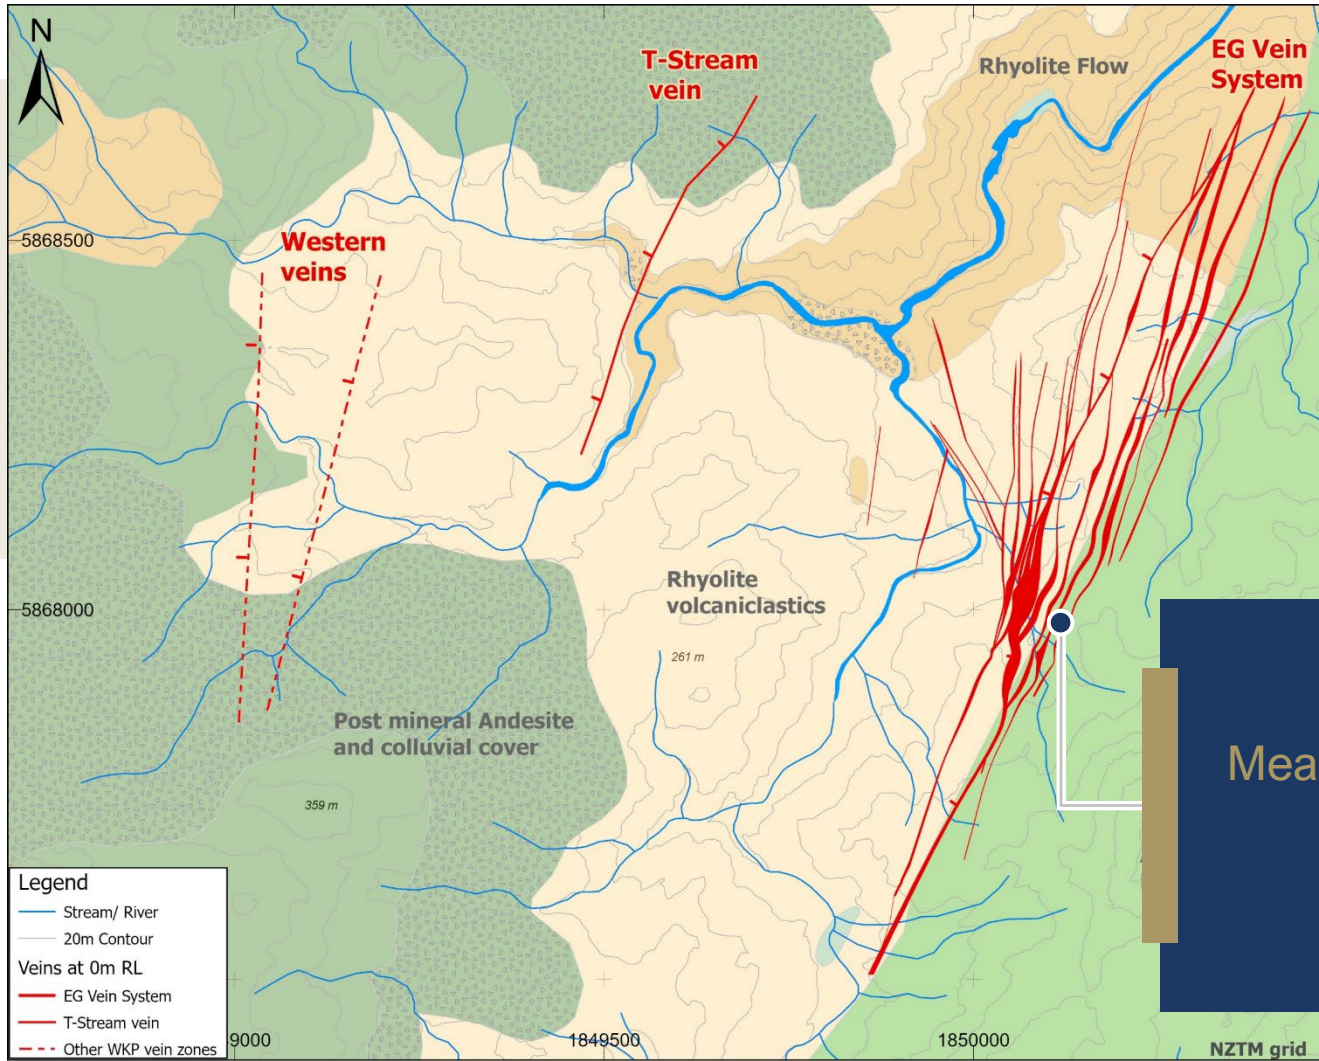 N
T-Stream
vein
Rhyolite Flow
EG Vein
System
5868500
Western
veins
Rhyolite
volcaniclastics
5868000
261 m
Post mineral Andesite
and colluvial cover
359 m
Mea
Legend
Stream/ River
20m Contour
Veins at 0m RL
EG Vein System
T-Stream vein
Other WKP vein zones
9000
1849500
1850000
NZTM grid